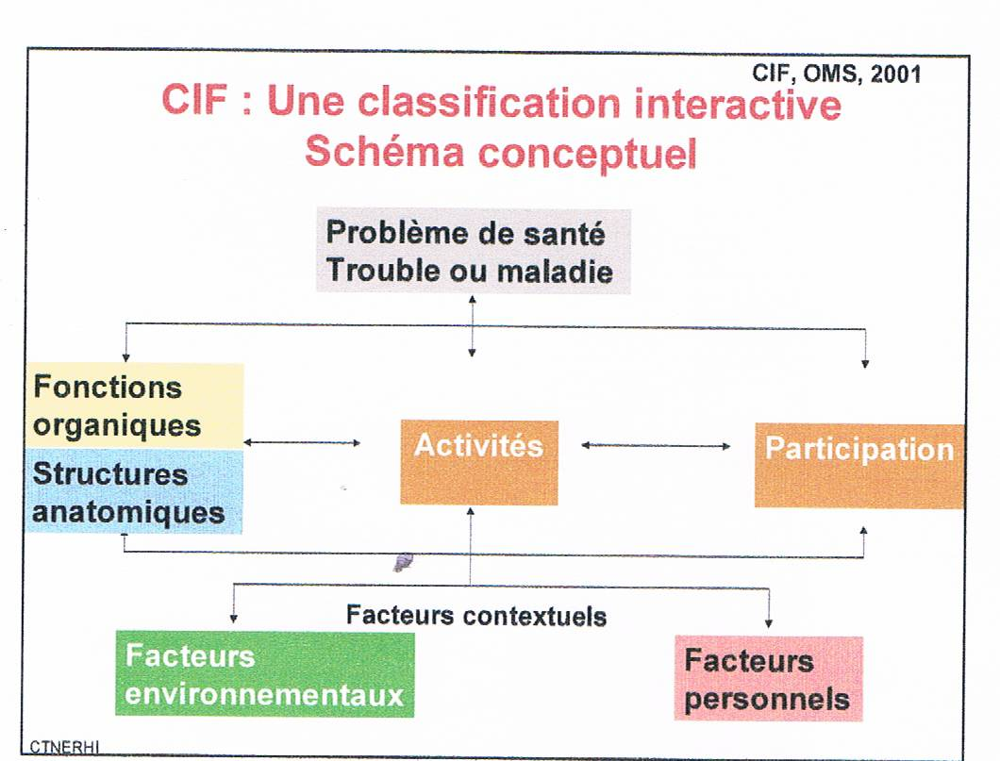 CIF, OMS, 2001
CIF : Une classification interactive
Schéma conceptuel
Problème de santé
Trouble ou maladie
Fonctions
organiques
Structures
anatomiques
Activités
Participation
Facteurs contextuels
Facteurs
environnementaux
Facteurs
personnels
CTNERHI